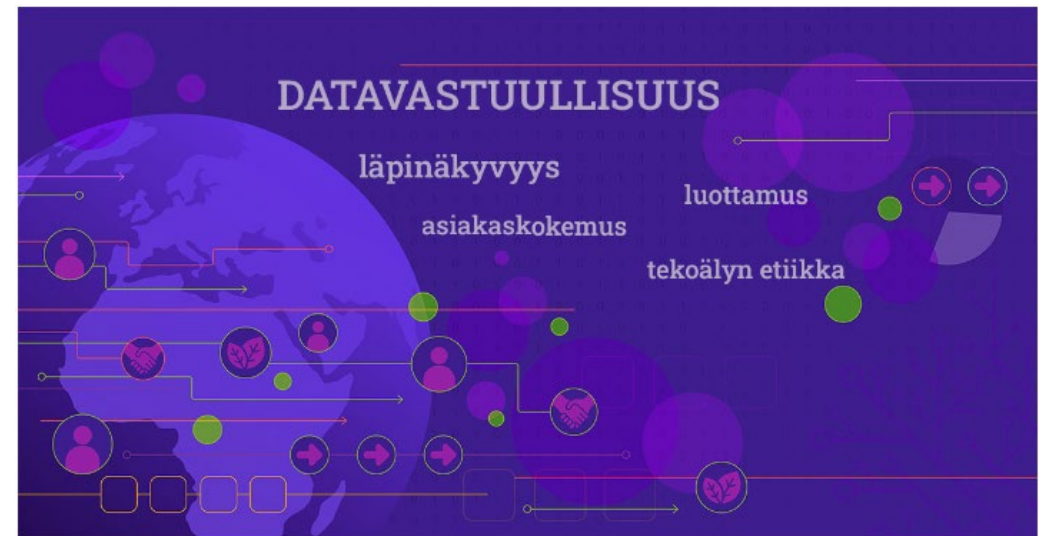 DATAVASTUULLISUUS
läpinäkyvyys
luottamus
asiakaskokemus
tekoälyn etiikka